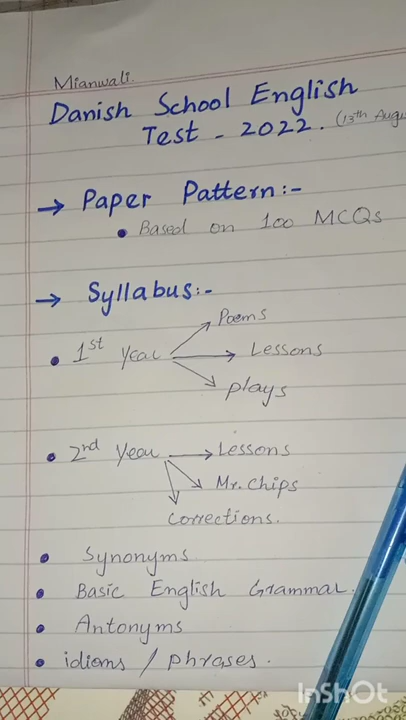 Mianwali.
Danish School English
Test - 2022. (13th Augu
→ Paper Pattern:-
• Based on 100 MCQs
→ Syllabus:-
Poems
• 1st Year → Lessons
Plays
• 2nd Year → Lessons
Mr. Chips
Corrections.
• Synonyms
• Basic English Grammar.
• Antonyms
• idioms / phrases.
InShOt